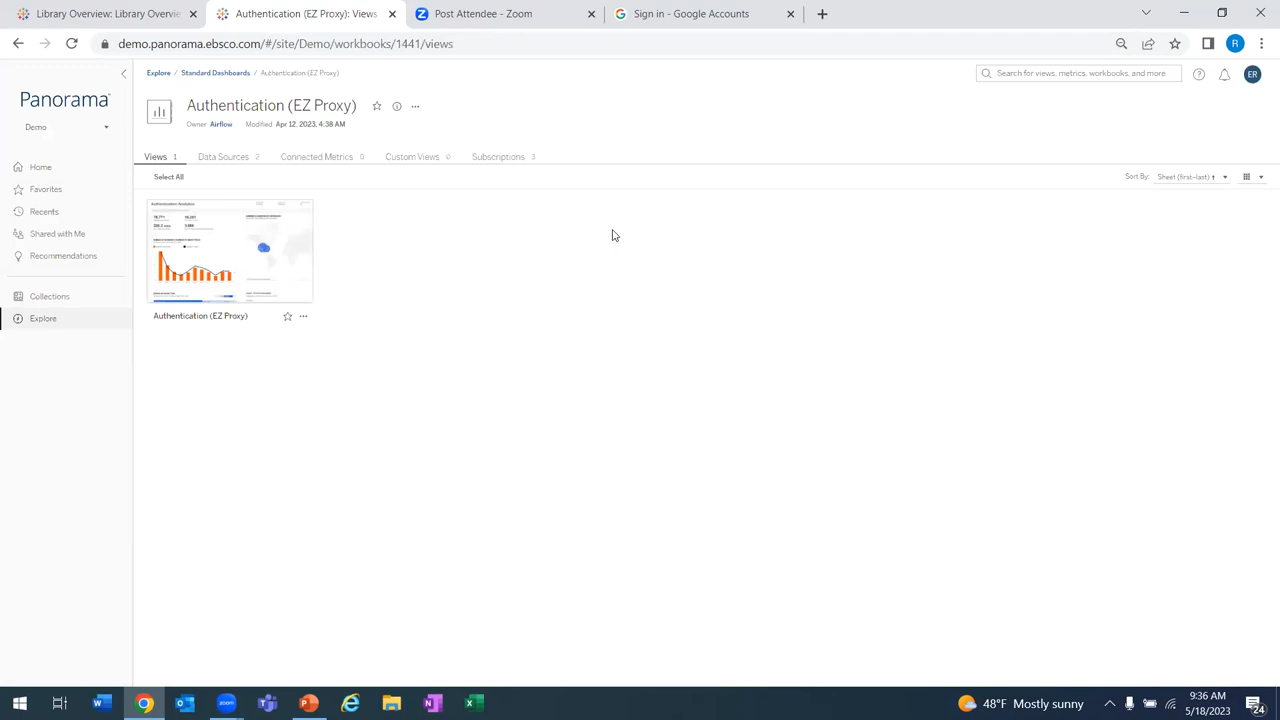 Library Overview: Library Overvi
Authentication (EZ Proxy): Views
Post Attendee - Zoom
Sign in - Google Accounts
demo.panorama.ebsco.com/#/site/Demo/workbooks/1441/views
R
Explore / Standard Dashboards / Authentication (EZ Proxy)
Search for views, metrics, workbooks, and more
ER
Panorama
Authentication (EZ Proxy)
Owner Airflow Modified Apr 12, 2023, 4:38 AM
Demo
Views 1 Data Sources 2 Connected Metrics 0 Custom Views 0 Subscriptions 3
Select All
Sort By: Sheet (first–last) ↑
Home
Favorites
Recents
Shared with Me
Recommendations
Collections
Explore
Authentication Analytics
Authentication (EZ Proxy)
48°F Mostly sunny
9:36 AM
5/18/2023
24